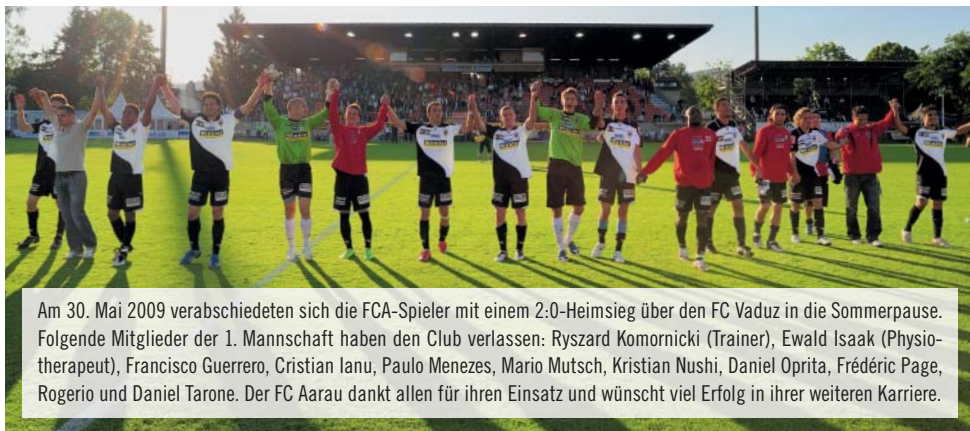 Am 30. Mai 2009 verabschiedeten sich die FCA-Spieler mit einem 2:0-Heimsieg über den FC Vaduz in die Sommerpause.
Folgende Mitglieder der 1. Mannschaft haben den Club verlassen: Ryszard Komornicki (Trainer), Ewald Isaak (Physio-
therapeut), Francisco Guerrero, Cristian Ianu, Paulo Menezes, Mario Mutsch, Kristian Nushi, Daniel Oprita, Frédéric Page,
Rogerio und Daniel Tarone. Der FC Aarau dankt allen für ihren Einsatz und wünscht viel Erfolg in ihrer weiteren Karriere.